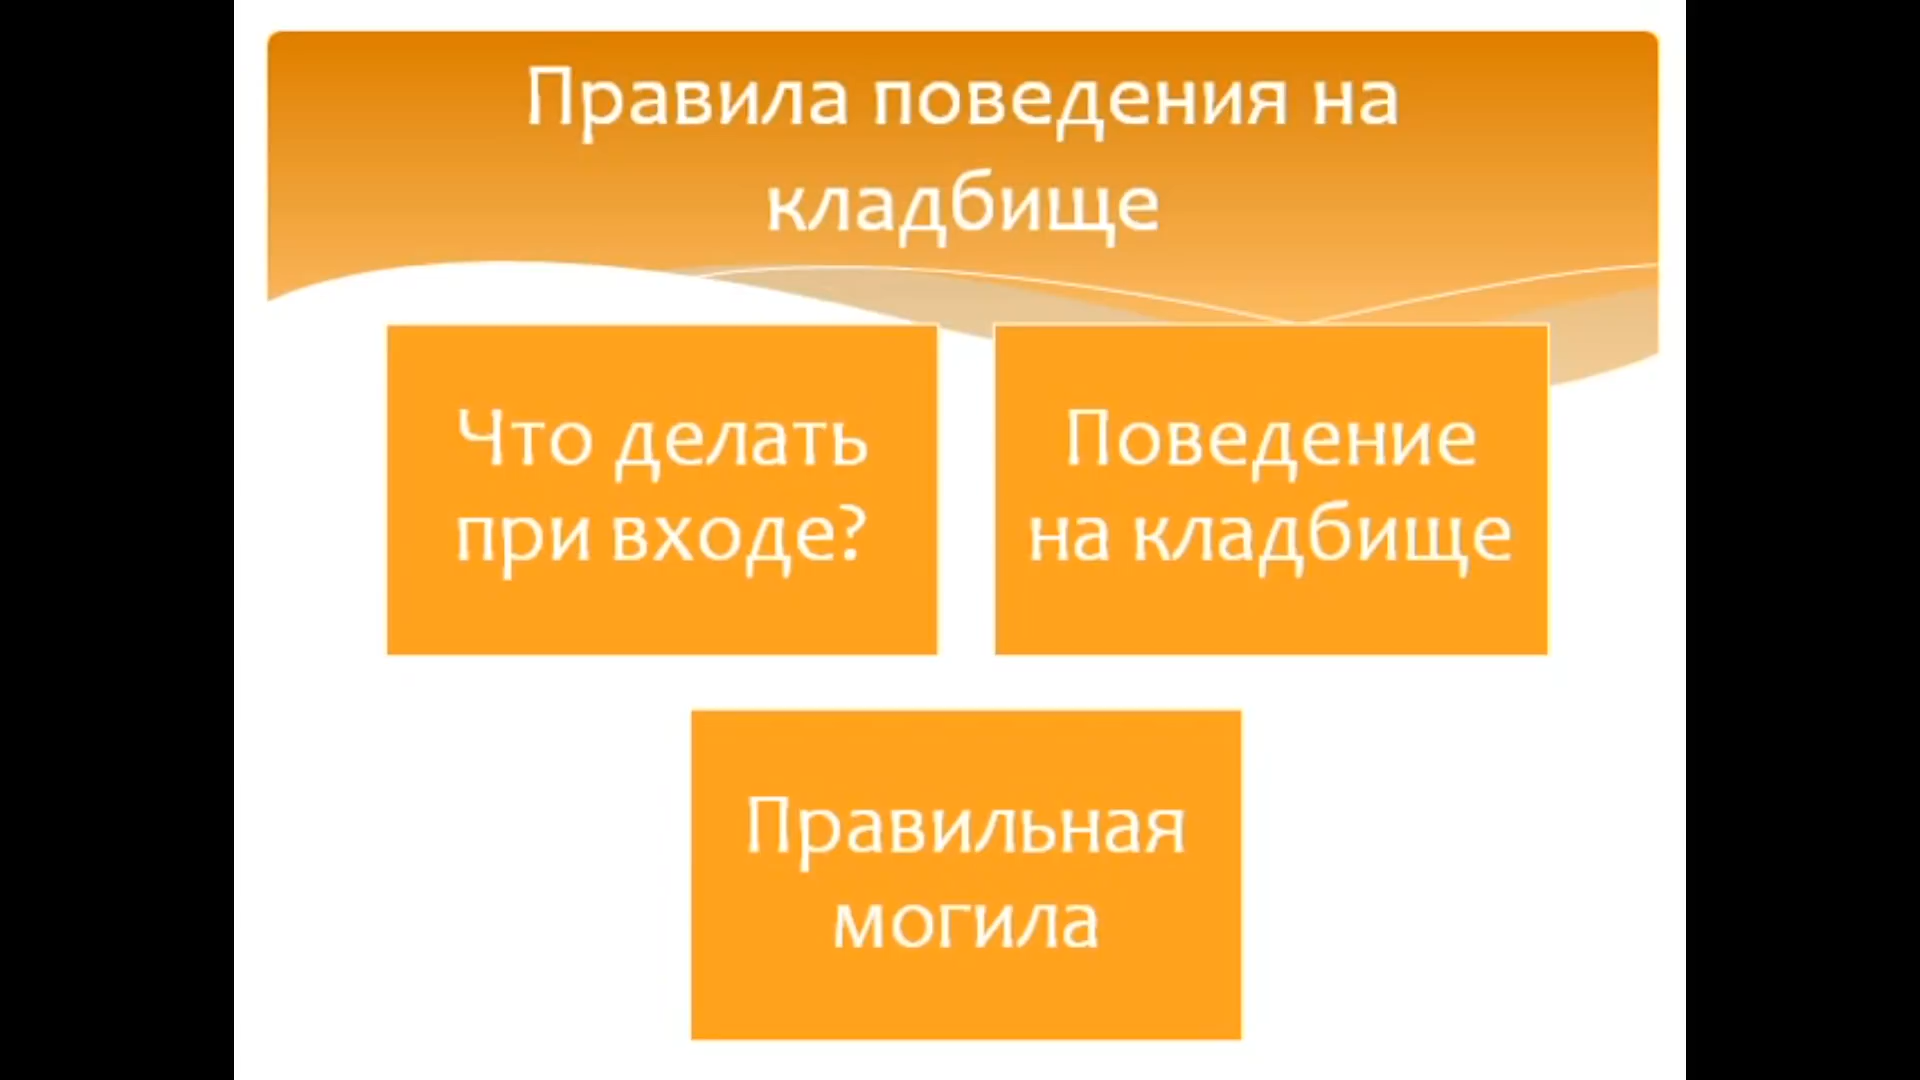 Правила поведения на
кладбище
Что делать
при входе?
Поведение
на кладбище
Правильная
могила